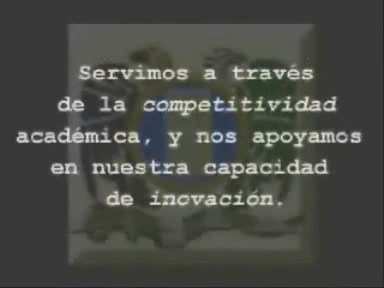 Servimos a través
de la competitividad
académica, y nos apoyamos
en nuestra capacidad
de inovación.